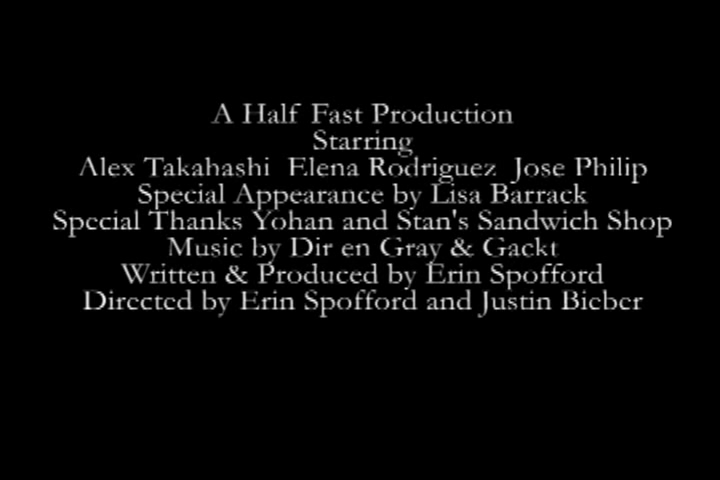 A Half Fast Production
Starring
Alex Takahashi Elena Rodriguez Jose Philip
Special Appearance by Lisa Barrack
Special Thanks Yohan and Stan's Sandwich Shop
Music by Dir en Gray & Gackt
Written & Produced by Erin Spofford
Directed by Erin Spofford and Justin Bieber